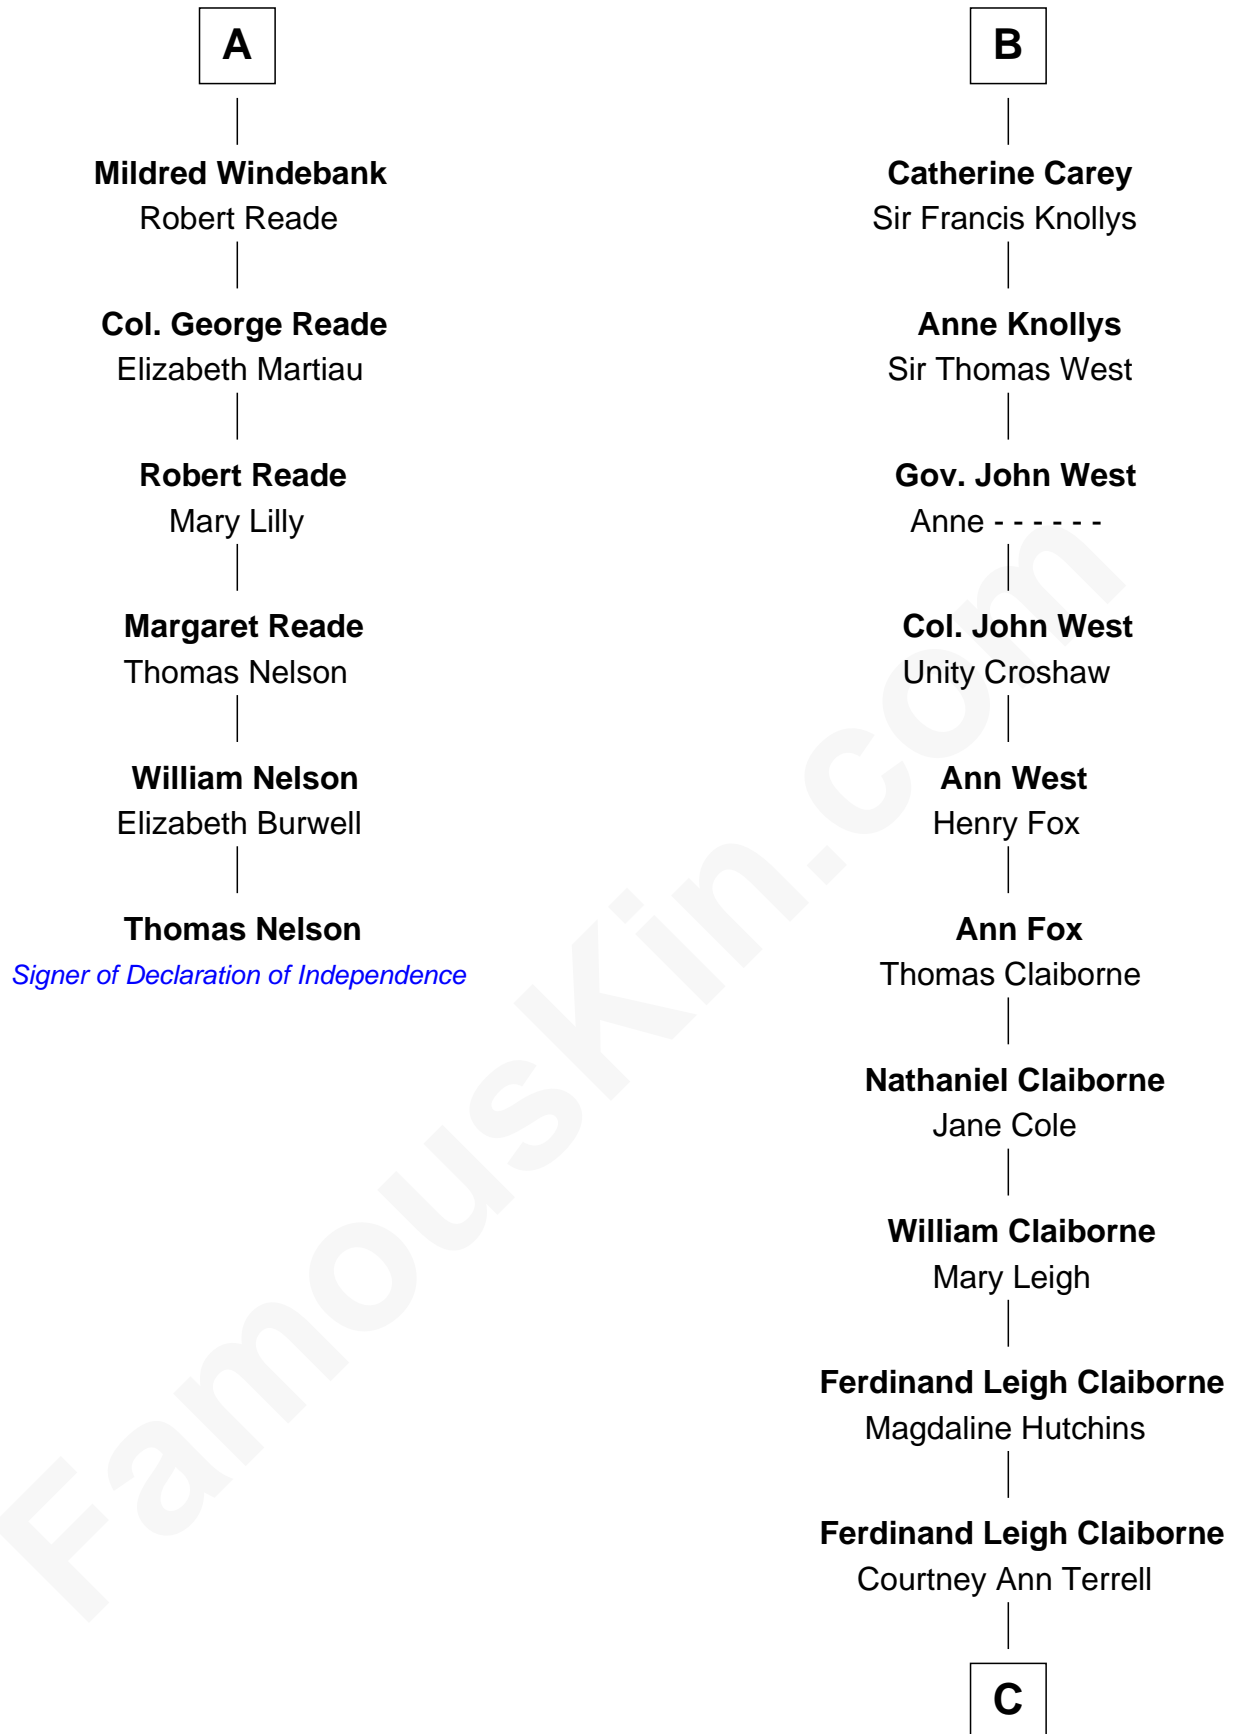 A
Mildred Windebank
Robert Reade
Col. George Reade
Elizabeth Martiau
Robert Reade
Mary Lilly
Margaret Reade
Thomas Nelson
William Nelson
Elizabeth Burwell
Thomas Nelson
Signer of Declaration of Independence
B
Catherine Carey
Sir Francis Knollys
Anne Knollys
Sir Thomas West
Gov. John West
Anne - - - - - -
Col. John West
Unity Croshaw
Ann West
Henry Fox
Ann Fox
Thomas Claiborne
Nathaniel Claiborne
Jane Cole
William Claiborne
Mary Leigh
Ferdinand Leigh Claiborne
Magdaline Hutchins
Ferdinand Leigh Claiborne
Courtney Ann Terrell
C
FamousKin.com